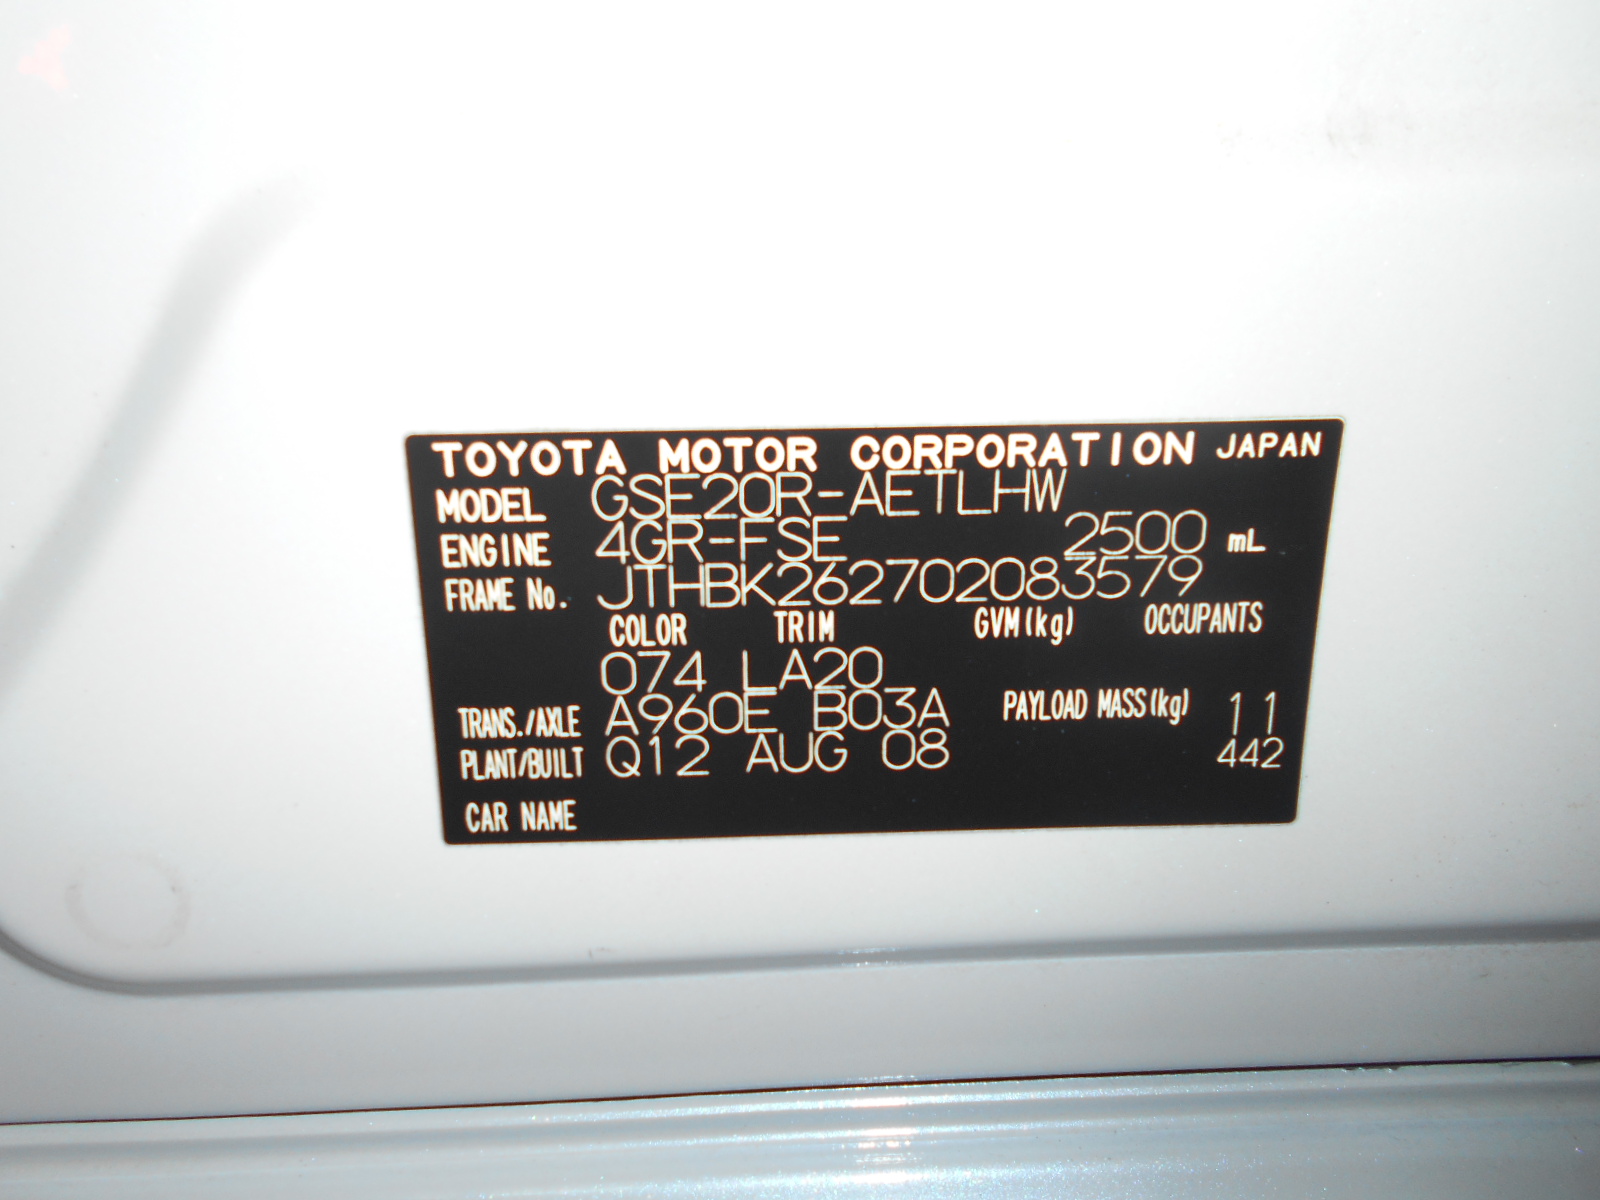 TOYOTA MOTOR CORPORATION JAPAN
MODEL GSE20R-AETLHW
ENGINE 4GR-FSE 2500 mL
FRAME No. JTHBK262702083579
COLOR TRIM GVM(kg) OCCUPANTS
074 LA20
TRANS./AXLE A960E B03A PAYLOAD MASS(kg) 11
PLANT/BUILT Q12 AUG 08 442
CAR NAME